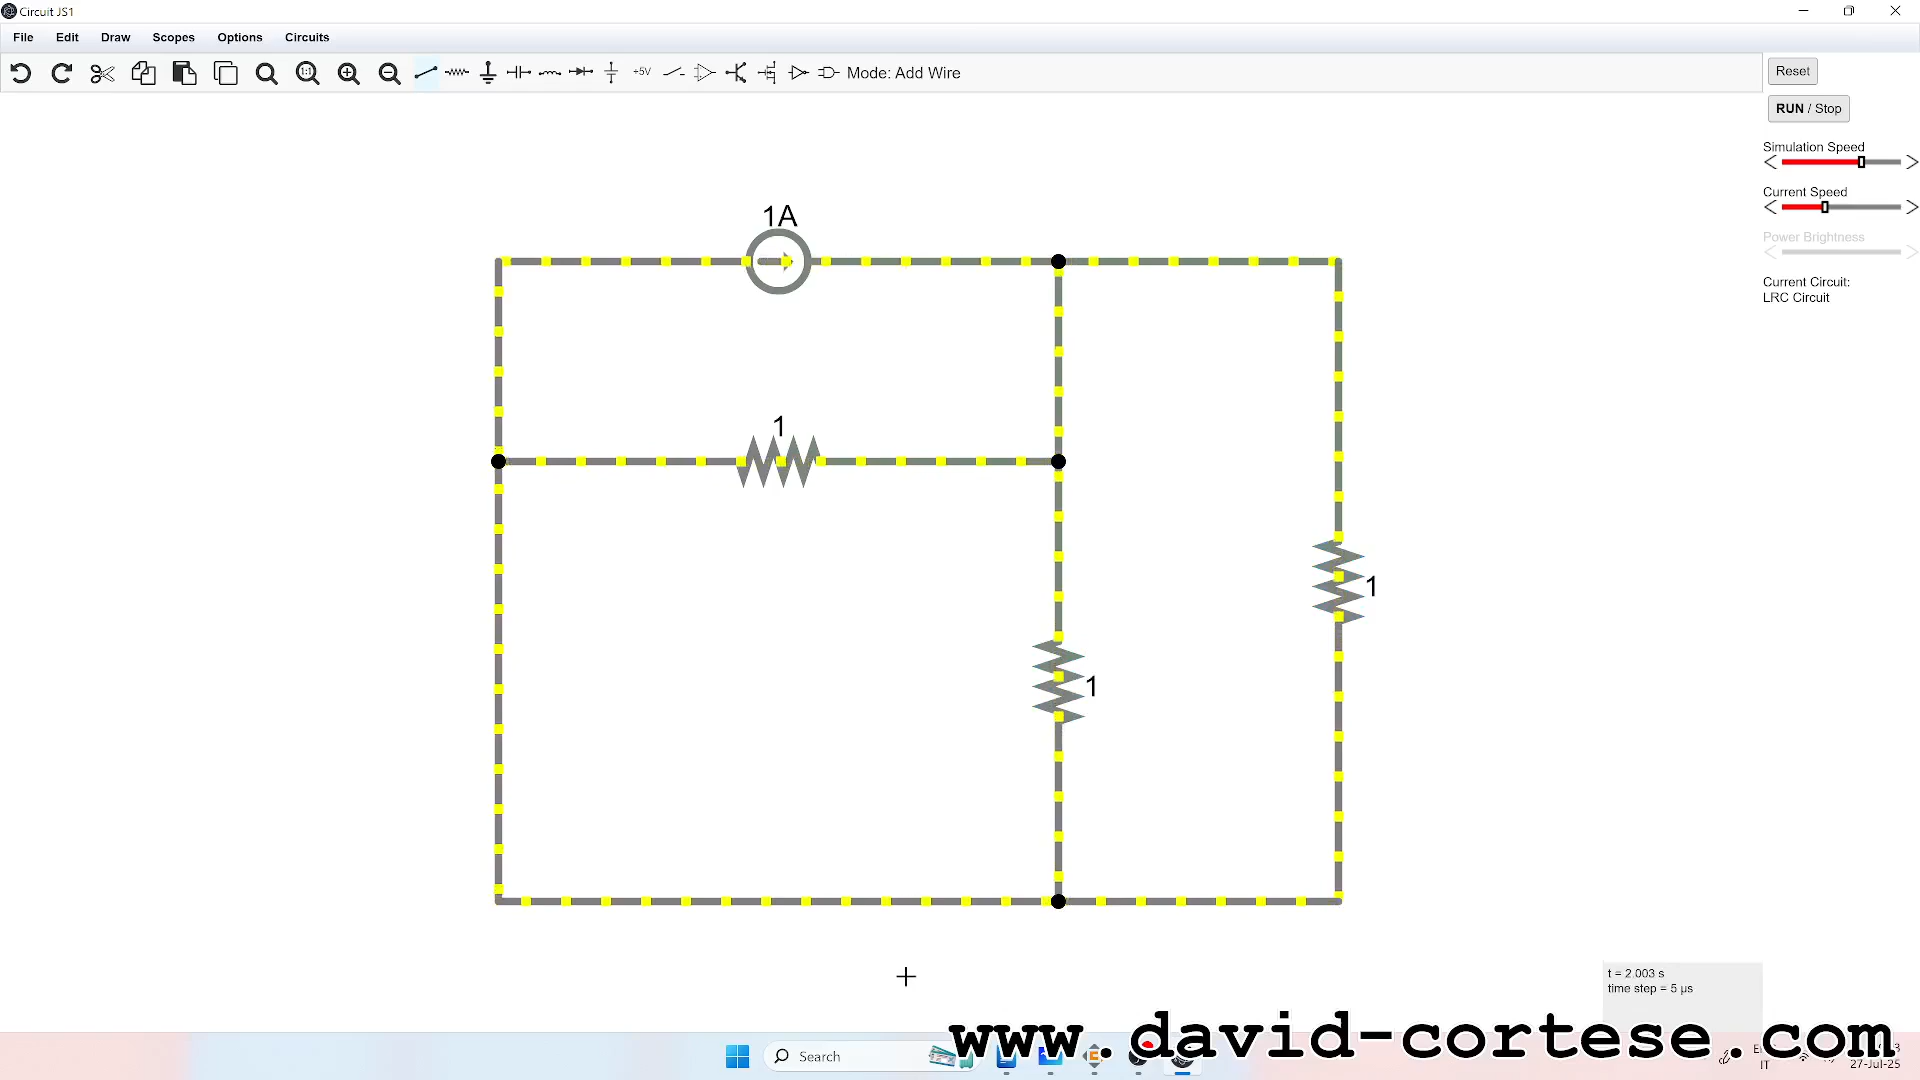 Circuit JS1
File Edit Draw Scopes Options Circuits
+5V Mode: Add Wire
Reset
RUN / Stop
Simulation Speed
Current Speed
Power Brightness
Current Circuit:
LRC Circuit
1A
1
1
1
t = 2.003 s
time step = 5 µs
www.david-cortese.com
Search
IT
27-Jul-25